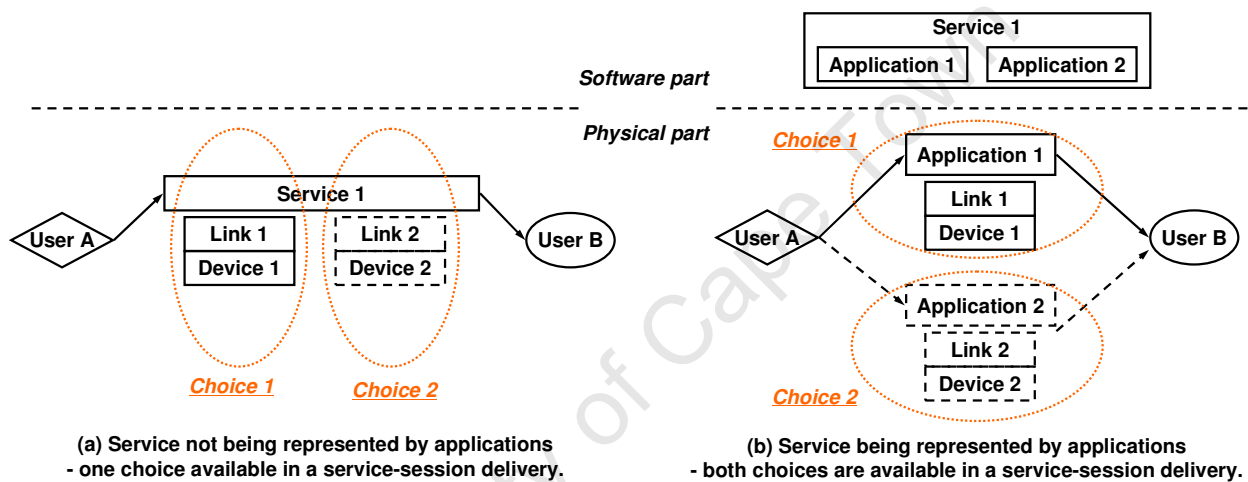 Service 1
Application 1 Application 2
Software part
Physical part
Choice 1
Application 1
Service 1
Link 1
Device 1
User A
Link 1
Link 2
User B
Device 1
Device 2
User A
User B
Application 2
Link 2
Device 2
Choice 1
Choice 2
Choice 2
(a) Service not being represented by applications
- one choice available in a service-session delivery.
(b) Service being represented by applications
- both choices are available in a service-session delivery.
y of Cape Town